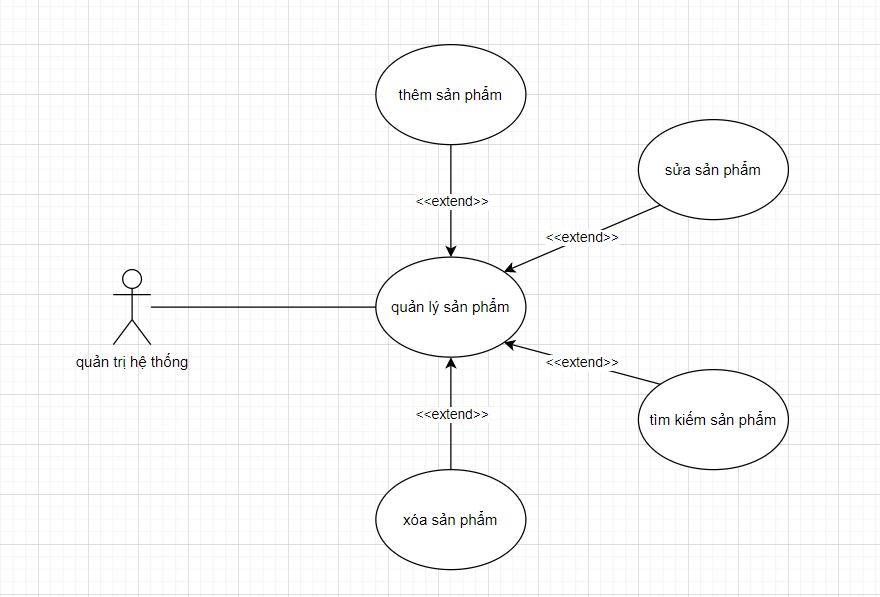 thêm sản phẩm
sửa sản phẩm
<<extend>>
<<extend>>
quản lý sản phẩm
quản trị hệ thống
<<extend>>
<<extend>>
tìm kiếm sản phẩm
xóa sản phẩm